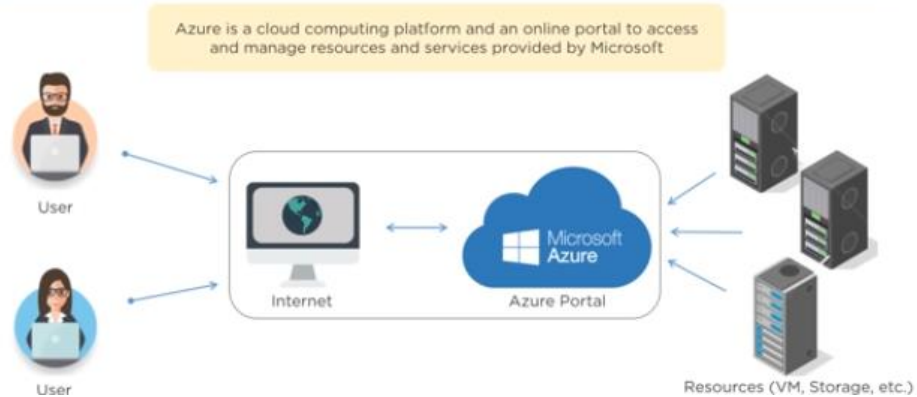 Azure is a cloud computing platform and an online portal to access
and manage resources and services provided by Microsoft
User
Internet
Microsoft
Azure
Azure Portal
User
Resources (VM, Storage, etc.)